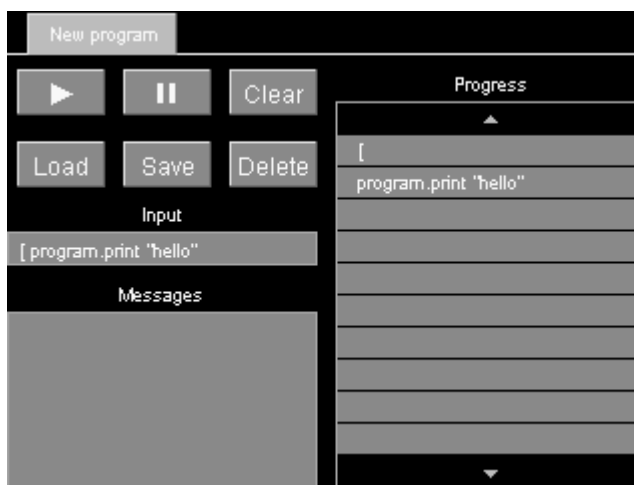 New program
Clear
Load Save Delete
Input
[ program.print "hello"
Messages
Progress
[
program.print "hello"